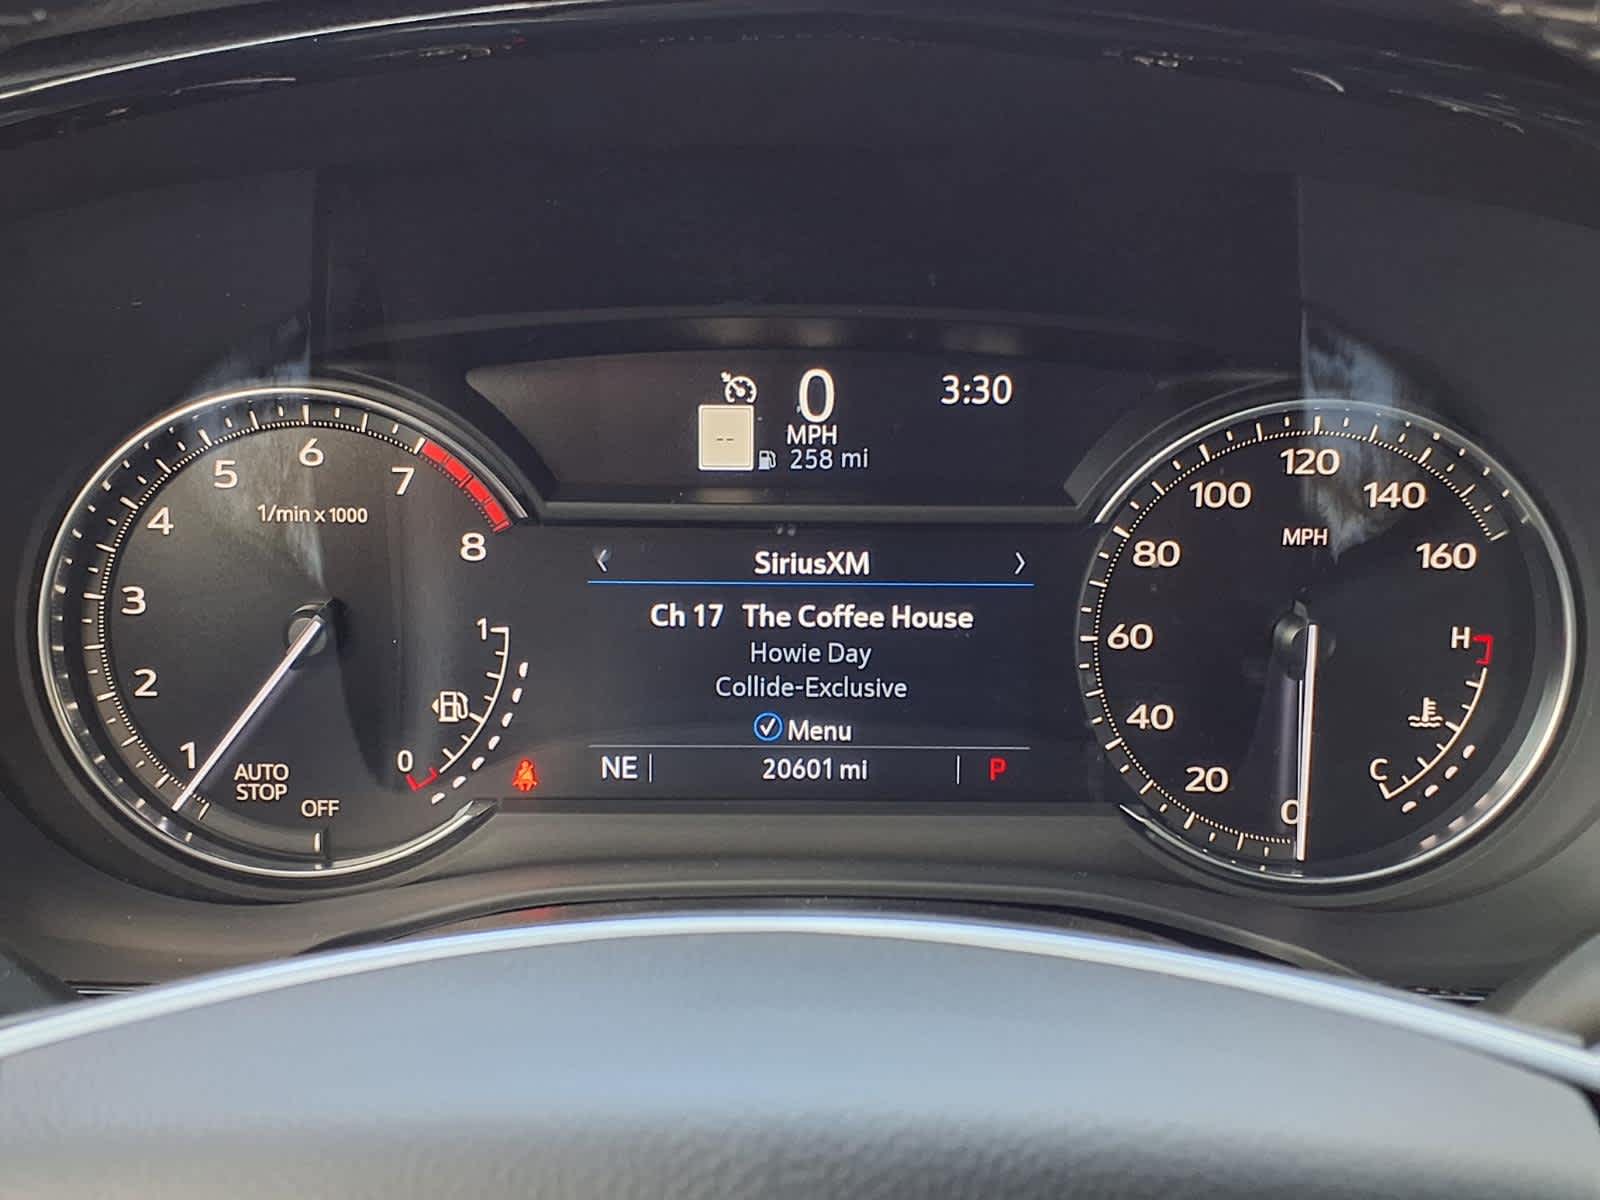 0
3:30
MPH
--
258 mi
1/min x 1000
1
2
3
4
5
6
7
8
AUTO
STOP
OFF
1
0
< SiriusXM >
Ch 17 The Coffee House
Howie Day
Collide-Exclusive
Menu
NE
20601 mi
P
MPH
0
20
40
60
80
100
120
140
160
H
C